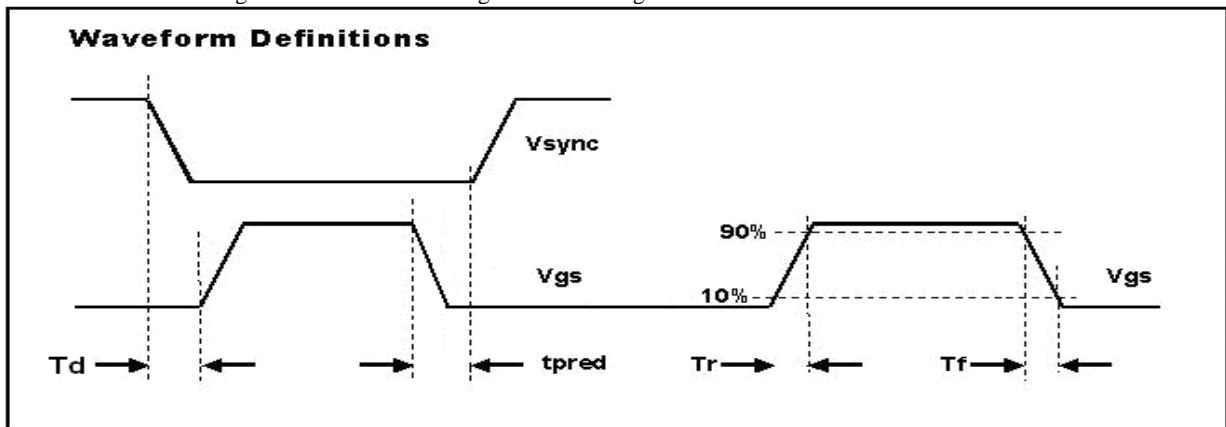 Waveform Definitions
Vsync
90%
Vgs
10%
Vgs
Td
tpred
Tr
Tf